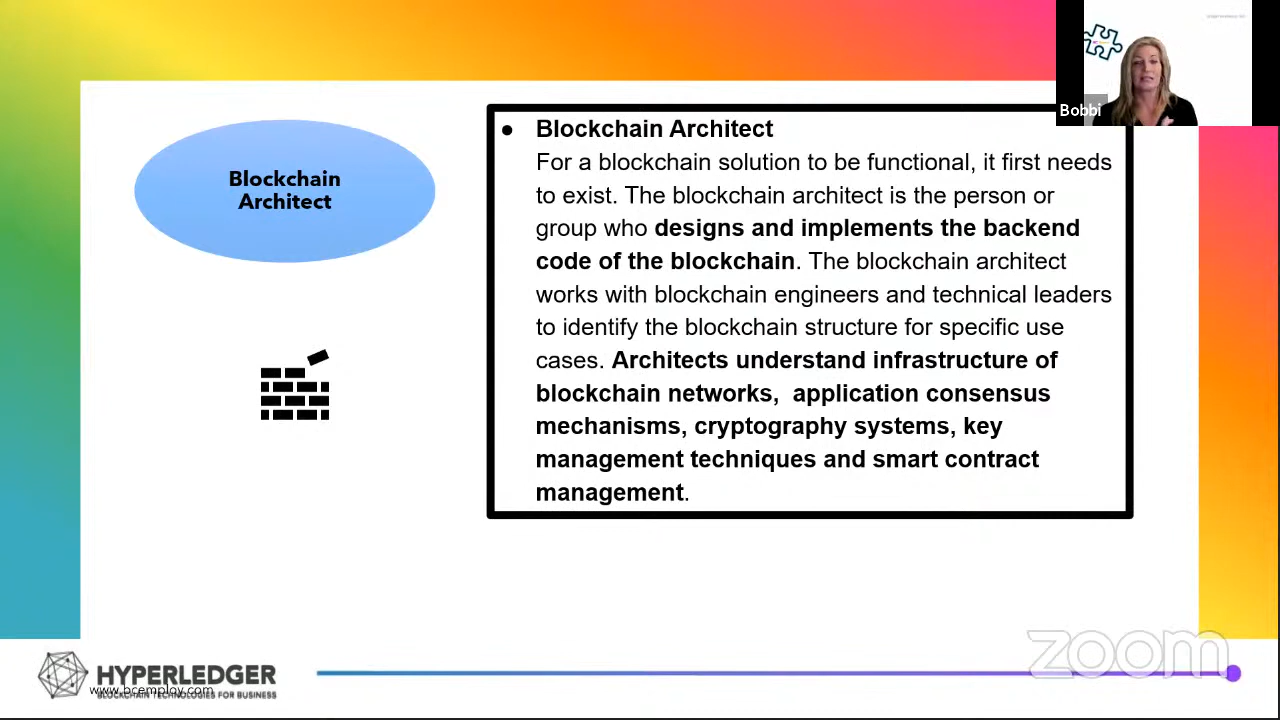 Bobbi
Blockchain
Architect
● Blockchain Architect
For a blockchain solution to be functional, it first needs
to exist. The blockchain architect is the person or
group who designs and implements the backend
code of the blockchain. The blockchain architect
works with blockchain engineers and technical leaders
to identify the blockchain structure for specific use
cases. Architects understand infrastructure of
blockchain networks,  application consensus
mechanisms, cryptography systems, key
management techniques and smart contract
management.
zoom
HYPERLEDGER
www.bcemploy.com
BLOCKCHAIN TECHNOLOGIES FOR BUSINESS